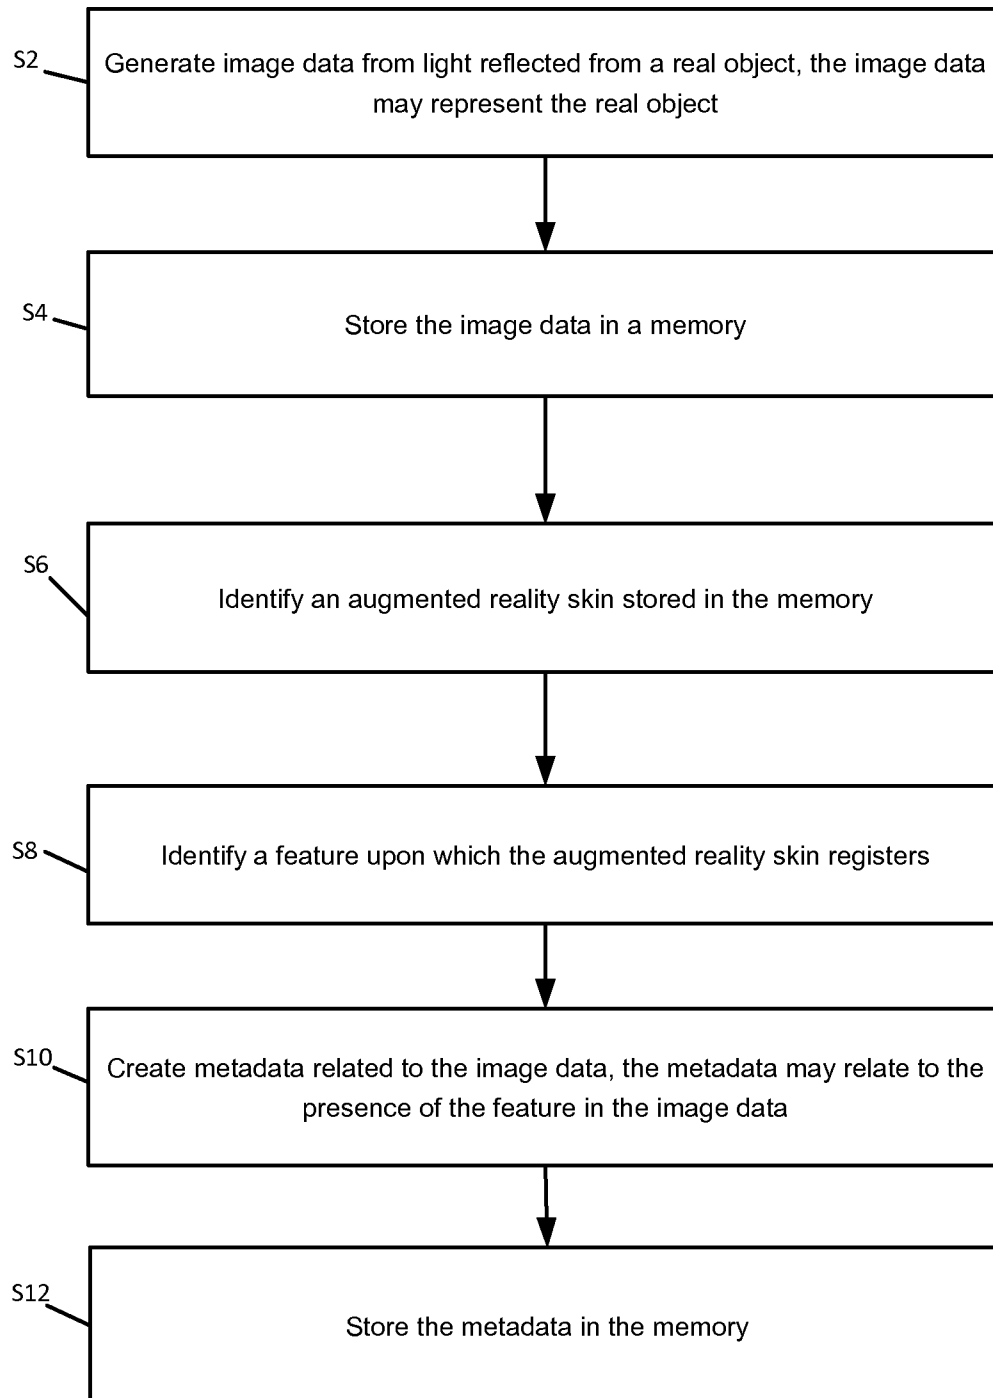 S2
Generate image data from light reflected from a real object, the image data
may represent the real object
S4
Store the image data in a memory
S6
Identify an augmented reality skin stored in the memory
S8
Identify a feature upon which the augmented reality skin registers
S10
Create metadata related to the image data, the metadata may relate to the
presence of the feature in the image data
S12
Store the metadata in the memory